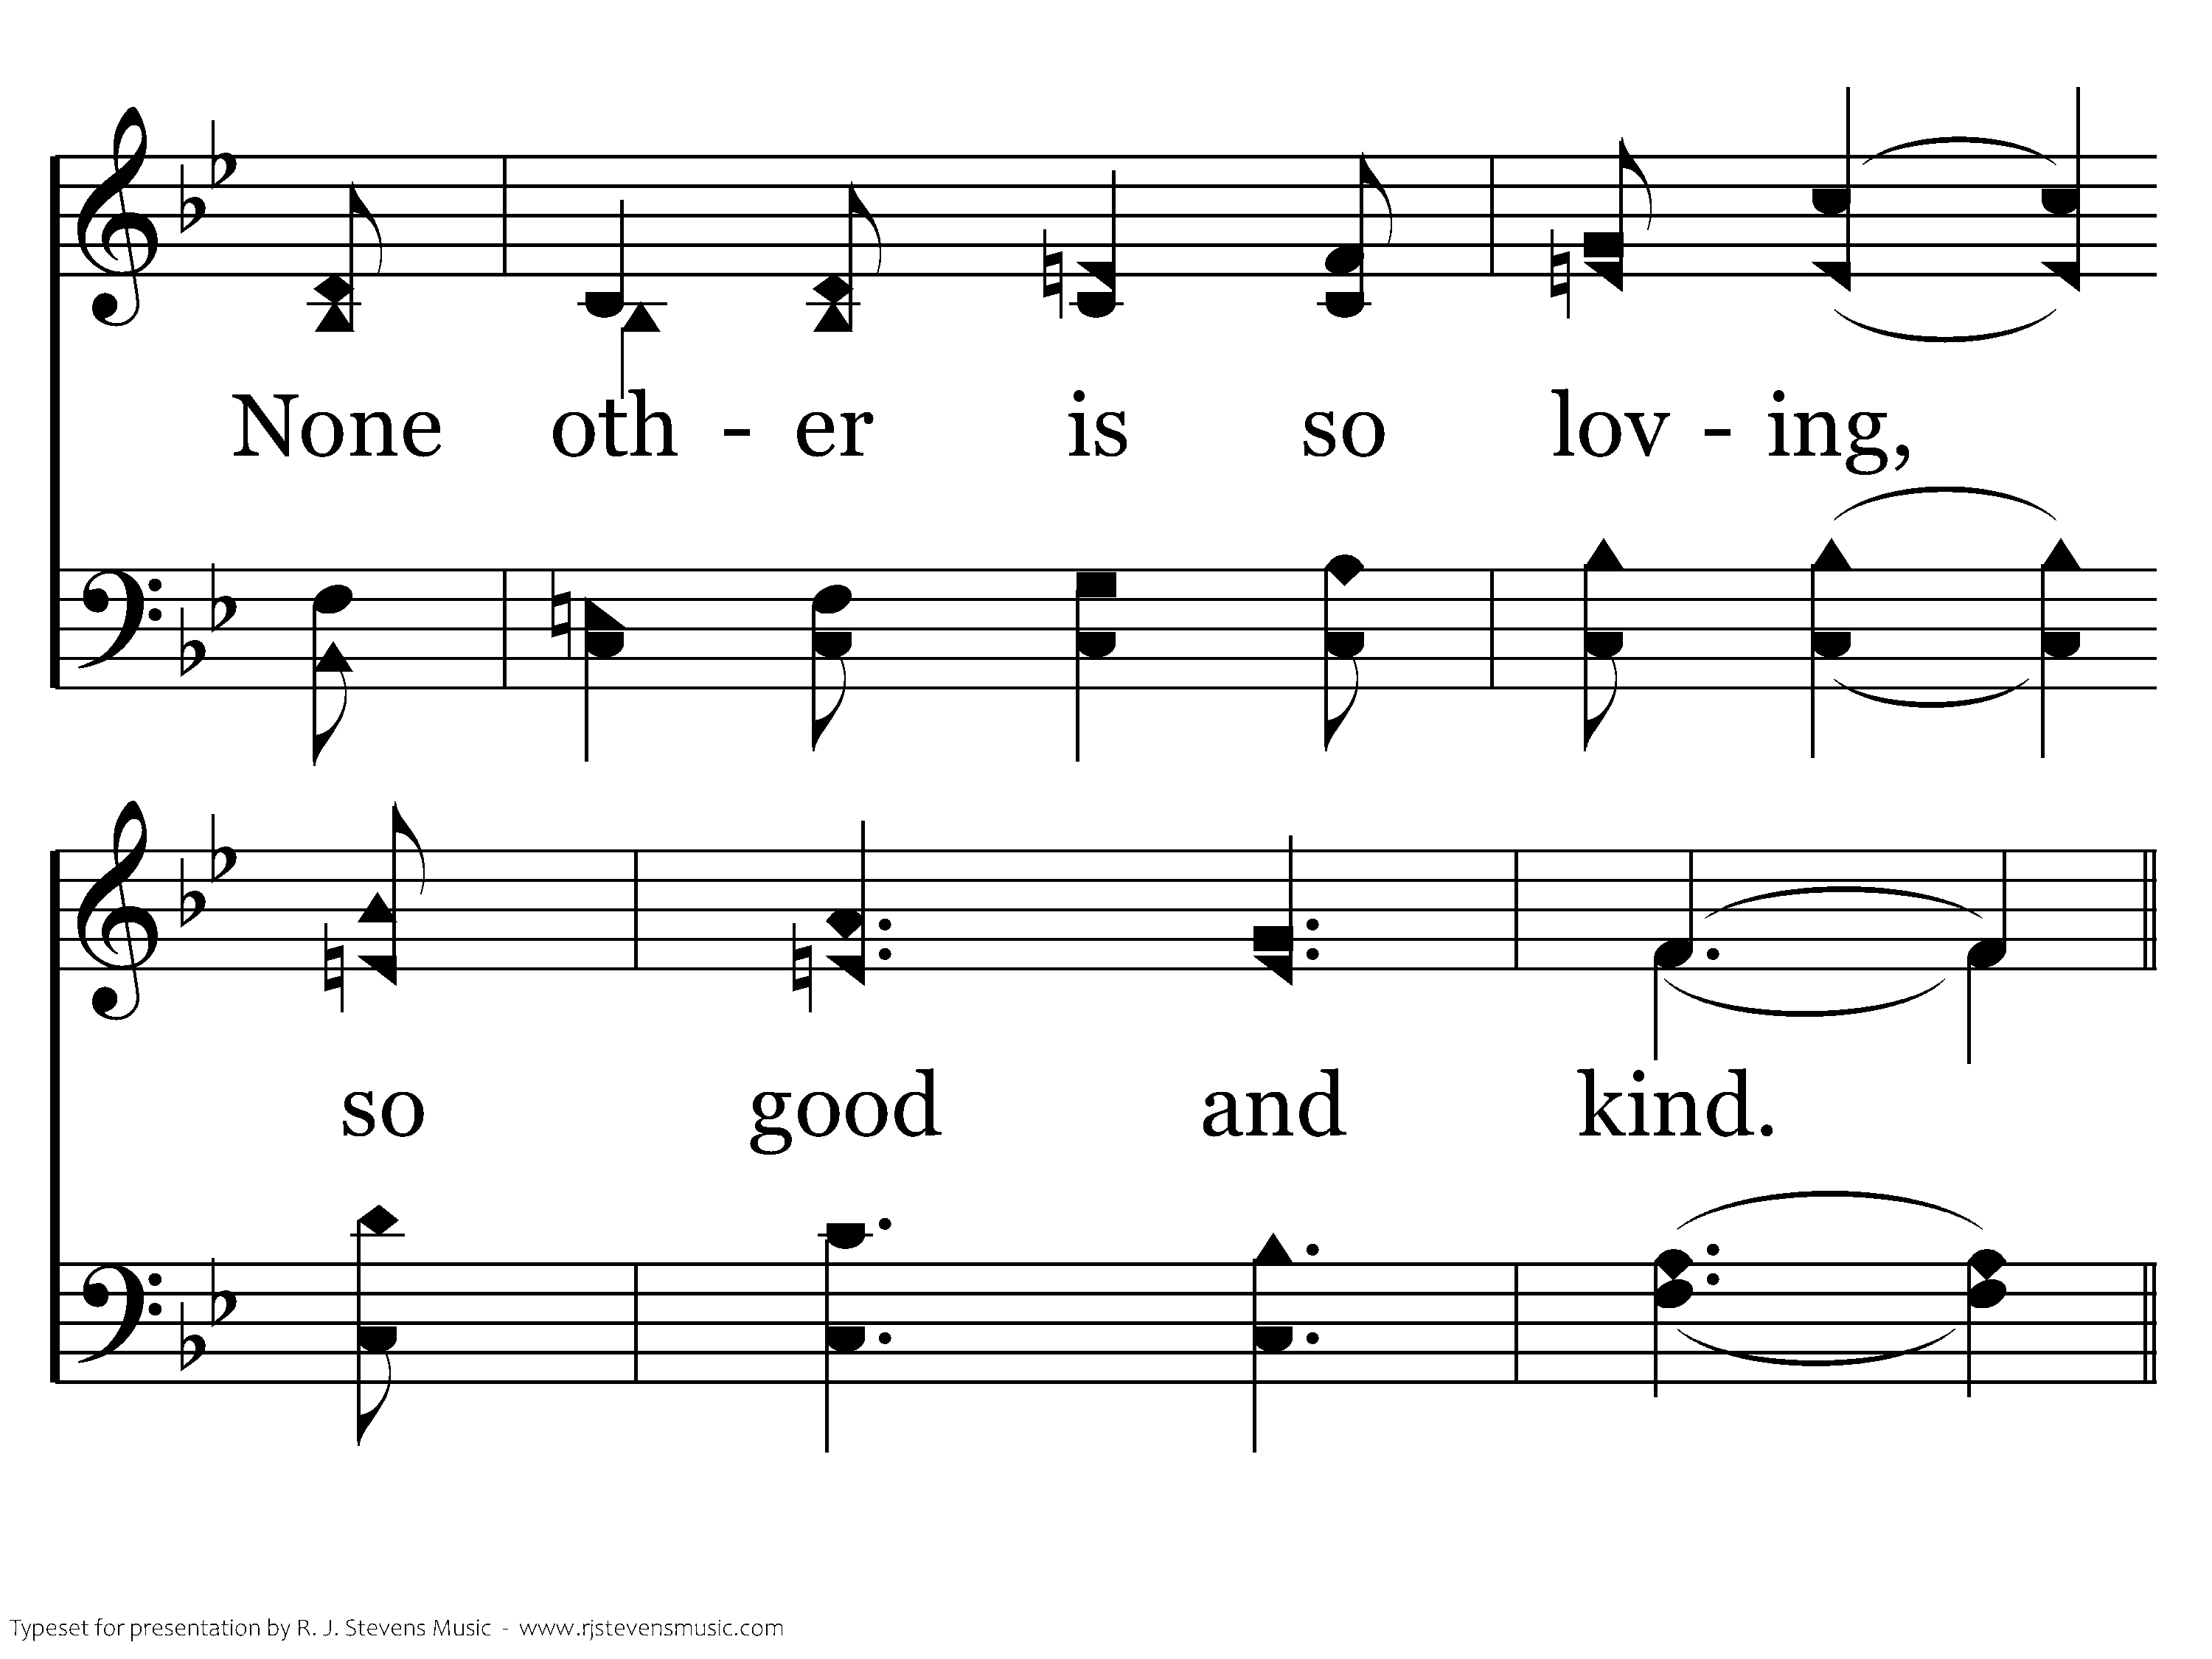 None oth - er is so lov - ing,
so good and kind.
Typeset for presentation by R. J. Stevens Music - www.rjstevensmusic.com